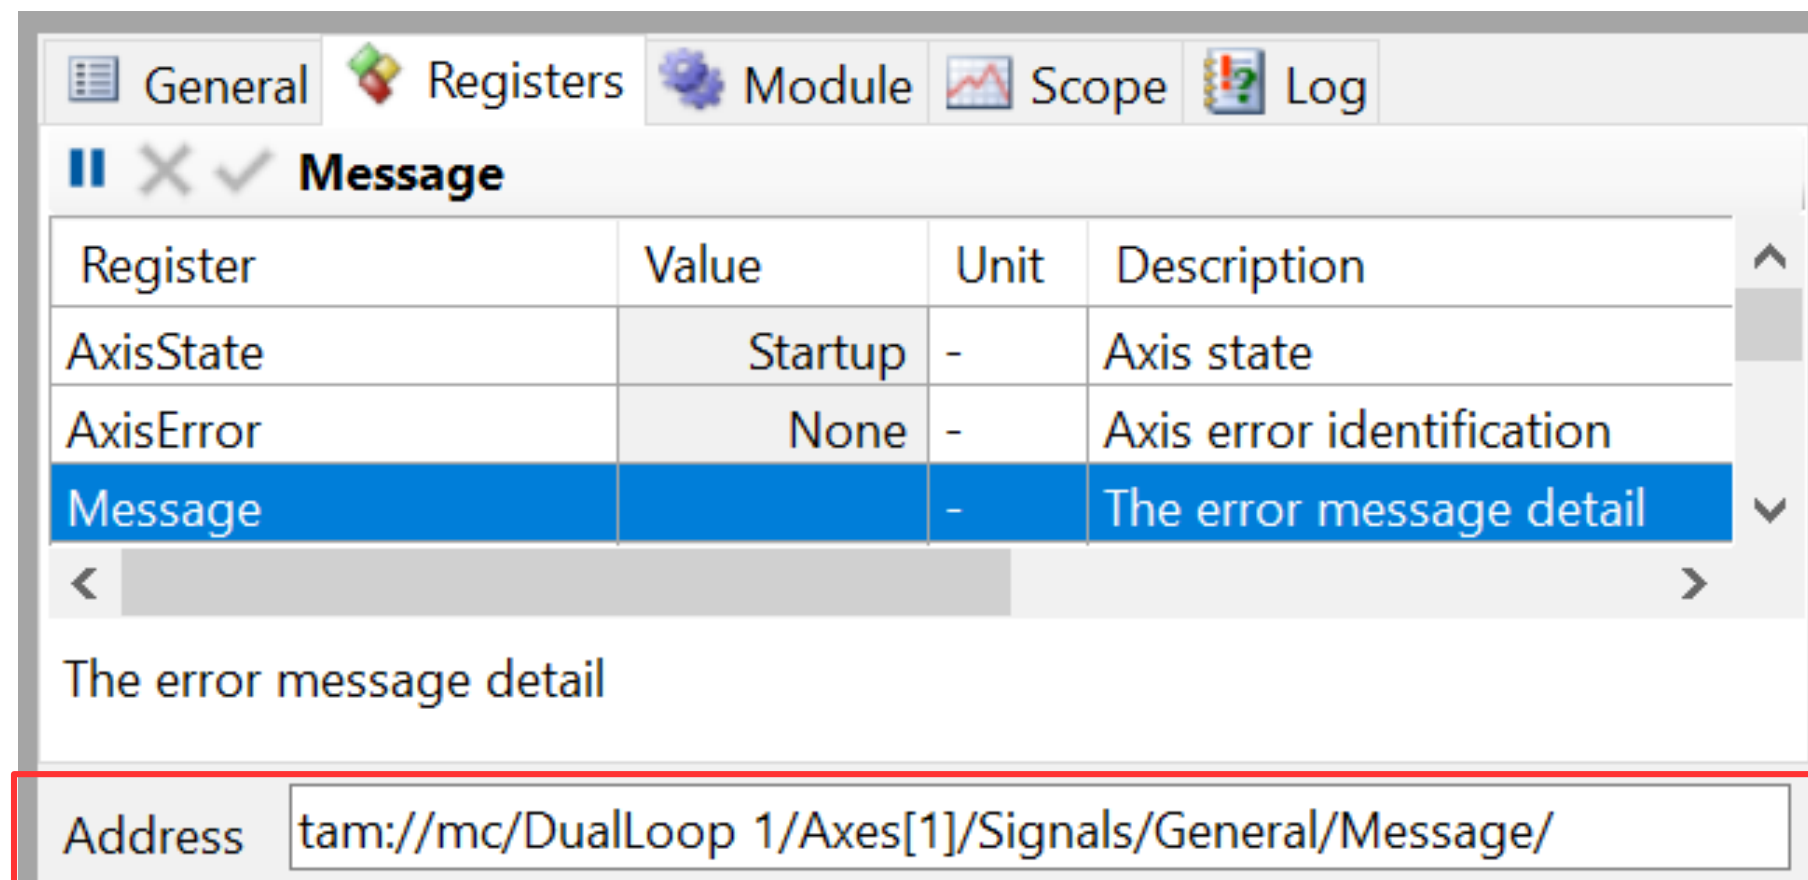 General Registers Module Scope Log
Message
Register Value Unit Description
AxisState Startup - Axis state
AxisError None - Axis error identification
Message - The error message detail
The error message detail
Address tam://mc/DualLoop 1/Axes[1]/Signals/General/Message/